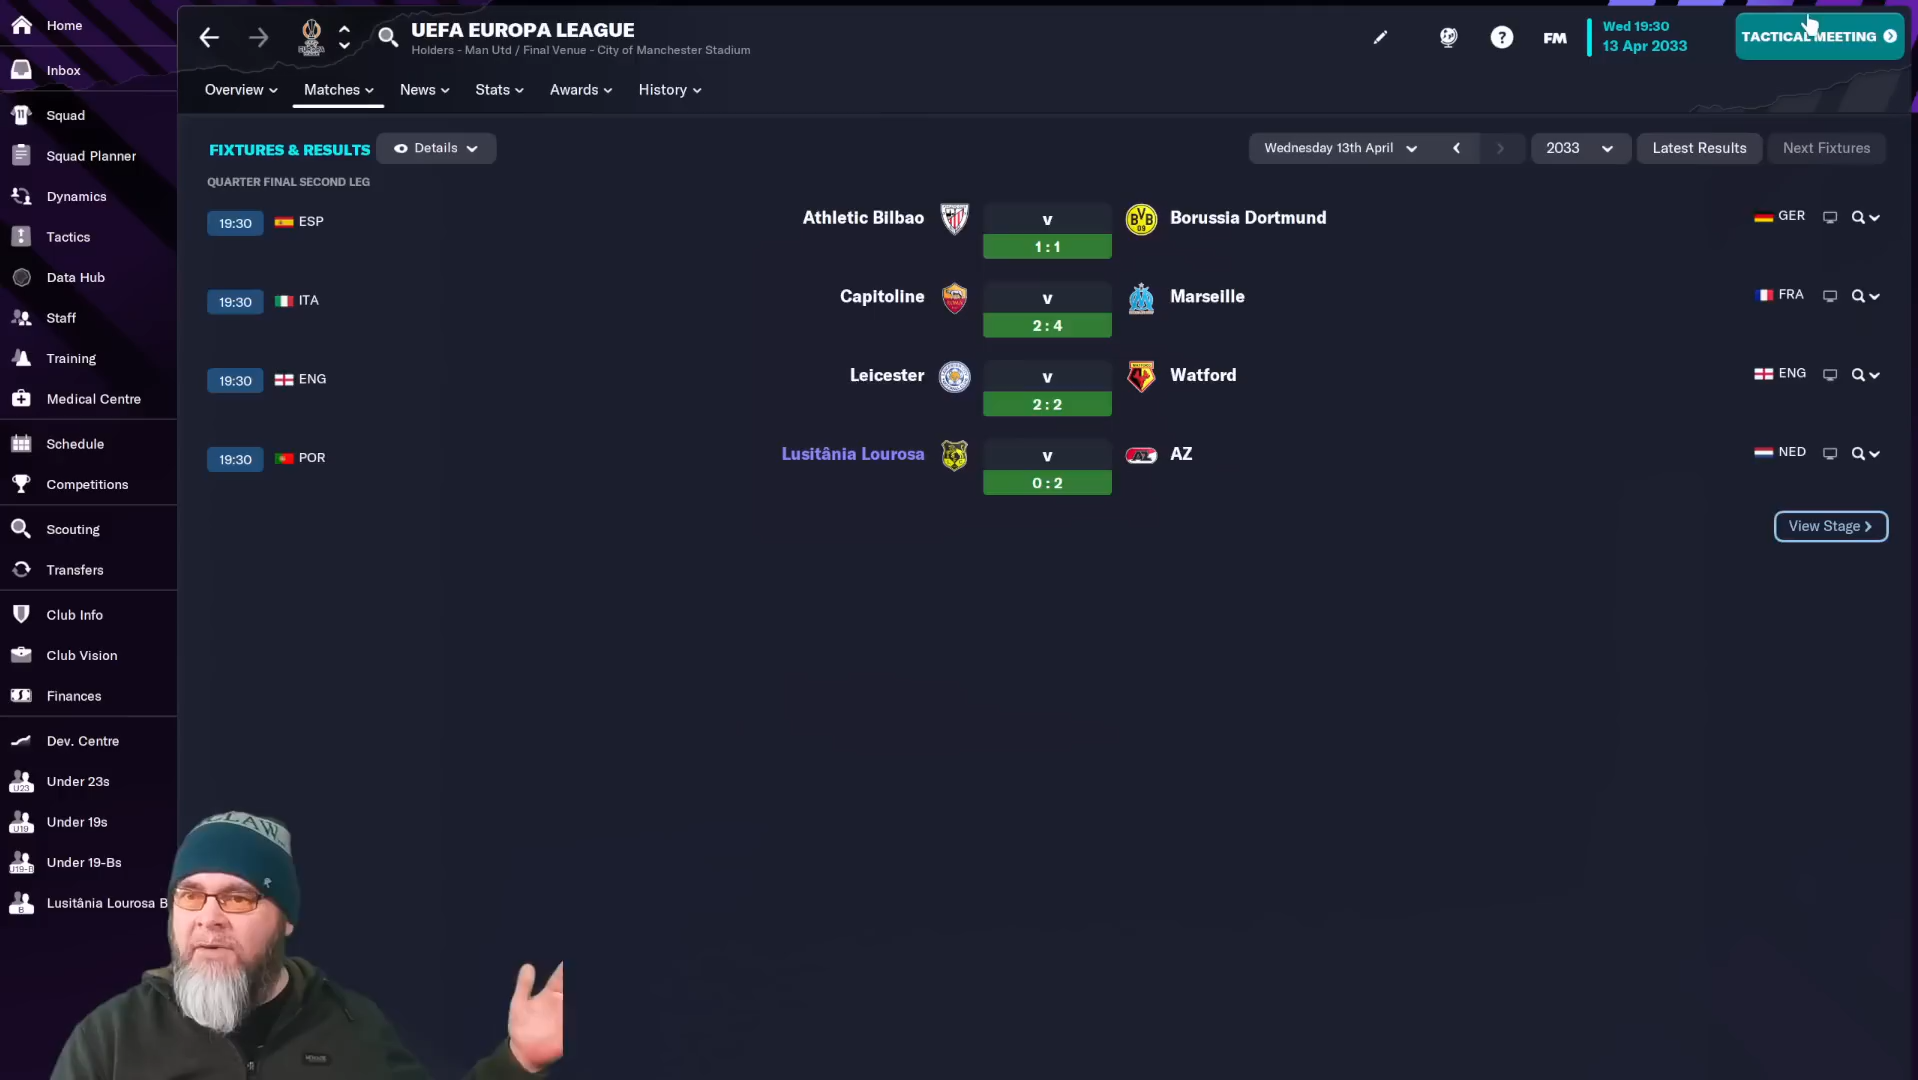 Home
Inbox
Squad
Squad Planner
Dynamics
Tactics
Data Hub
Staff
Training
Medical Centre
Schedule
Competitions
Scouting
Transfers
Club Info
Club Vision
Finances
Dev. Centre
U23 Under 23s
U19 Under 19s
U19-B Under 19-Bs
B Lusitânia Lourosa B
UEFA EUROPA LEAGUE
Holders - Man Utd / Final Venue - City of Manchester Stadium
FM
Wed 19:30
13 Apr 2033
TACTICAL MEETING
Overview Matches News Stats Awards History
FIXTURES & RESULTS Details Wednesday 13th April 2033 Latest Results Next Fixtures
QUARTER FINAL SECOND LEG
19:30 ESP Athletic Bilbao v Borussia Dortmund GER
1 : 1
19:30 ITA Capitoline v Marseille FRA
2 : 4
19:30 ENG Leicester v Watford ENG
2 : 2
19:30 POR Lusitânia Lourosa v AZ NED
0 : 2
View Stage